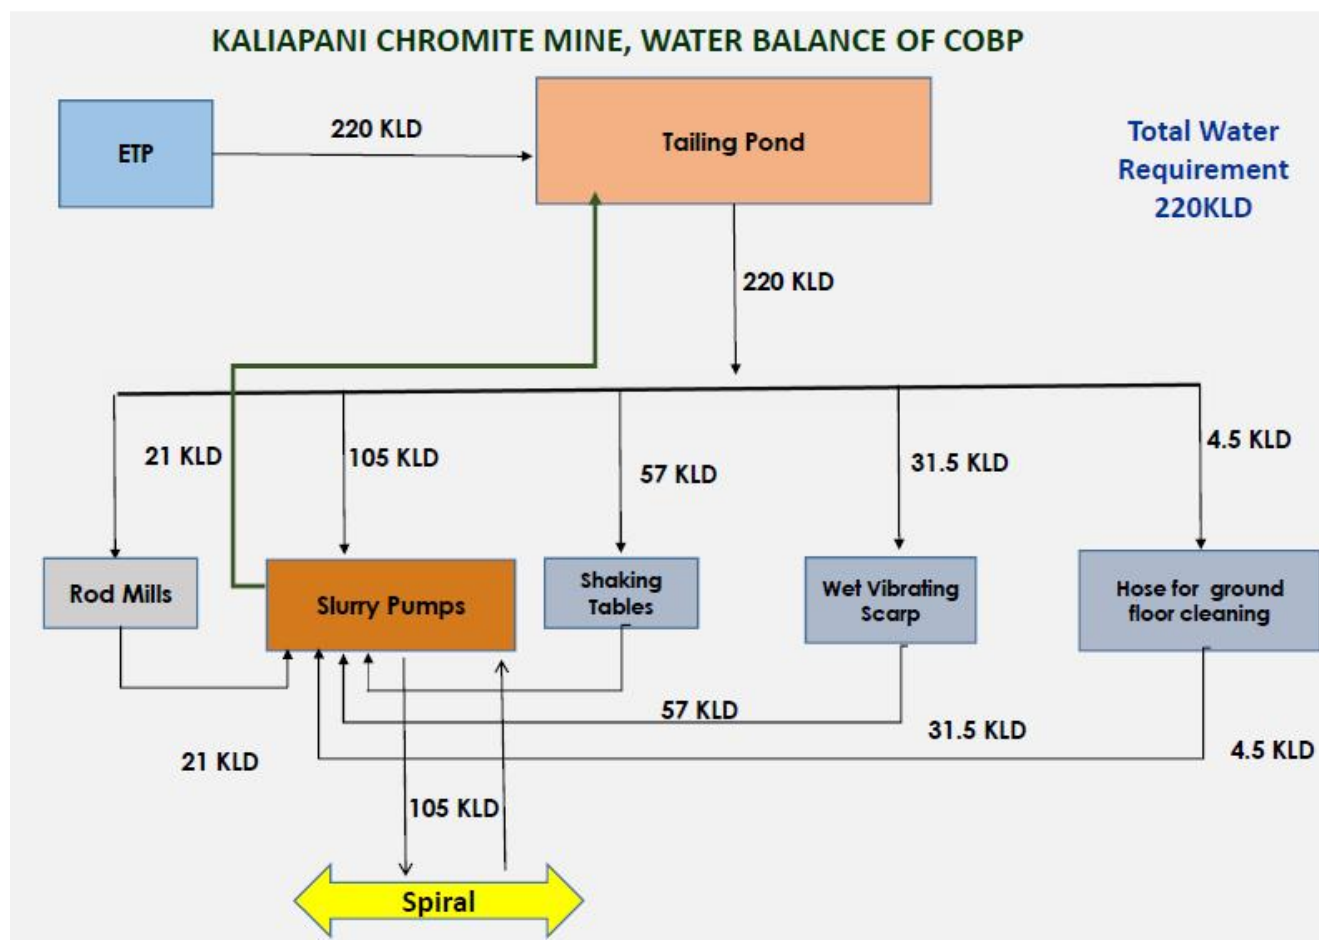 KALIAPANI CHROMITE MINE, WATER BALANCE OF COBP
ETP
220 KLD
Tailing Pond
Total Water
Requirement
220KLD
220 KLD
21 KLD
105 KLD
57 KLD
31.5 KLD
4.5 KLD
Rod Mills
Slurry Pumps
Shaking
Tables
Wet Vibrating
Scarp
Hose for ground
floor cleaning
57 KLD
31.5 KLD
4.5 KLD
21 KLD
105 KLD
Spiral